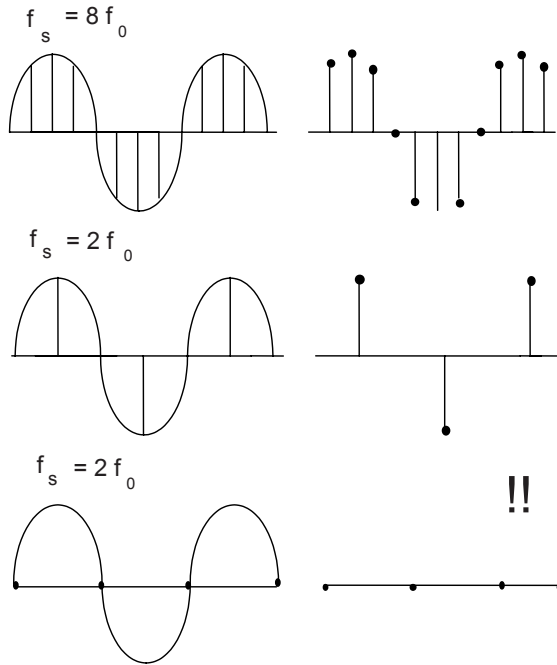 f_s = 8 f_0
f_s = 2 f_0
f_s = 2 f_0
!!